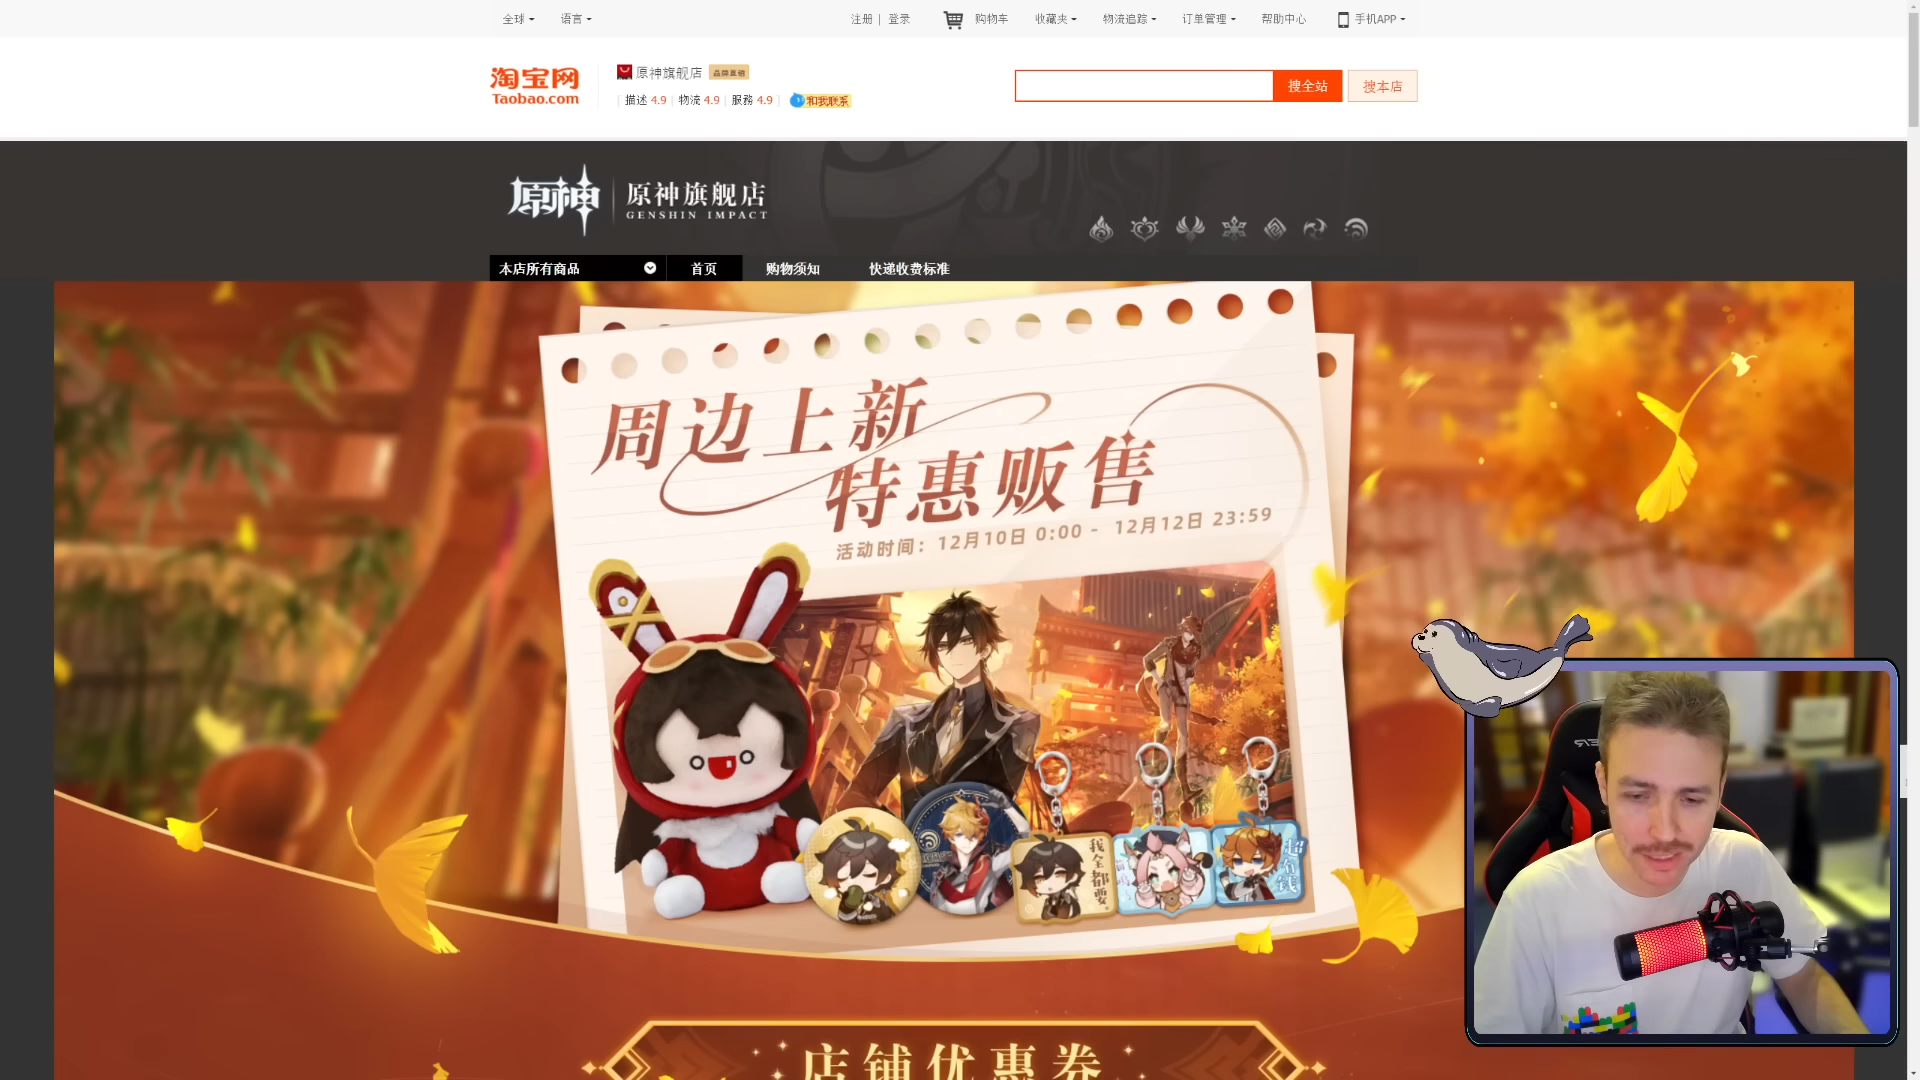 全球
语言
注册 | 登录
购物车
收藏夹
物流追踪
订单管理
帮助中心
手机APP
淘宝网
Taobao.com
原神旗舰店
品牌直销
描述 4.9
物流 4.9
服務 4.9
和我联系
搜全站
搜本店
原神
原神旗舰店
GENSHIN IMPACT
本店所有商品
首页
购物须知
快递收费标准
周边上新
特惠贩售
活动时间：12月10日 0:00 - 12月12日 23:59
我全都要。
超有钱
店铺优惠券